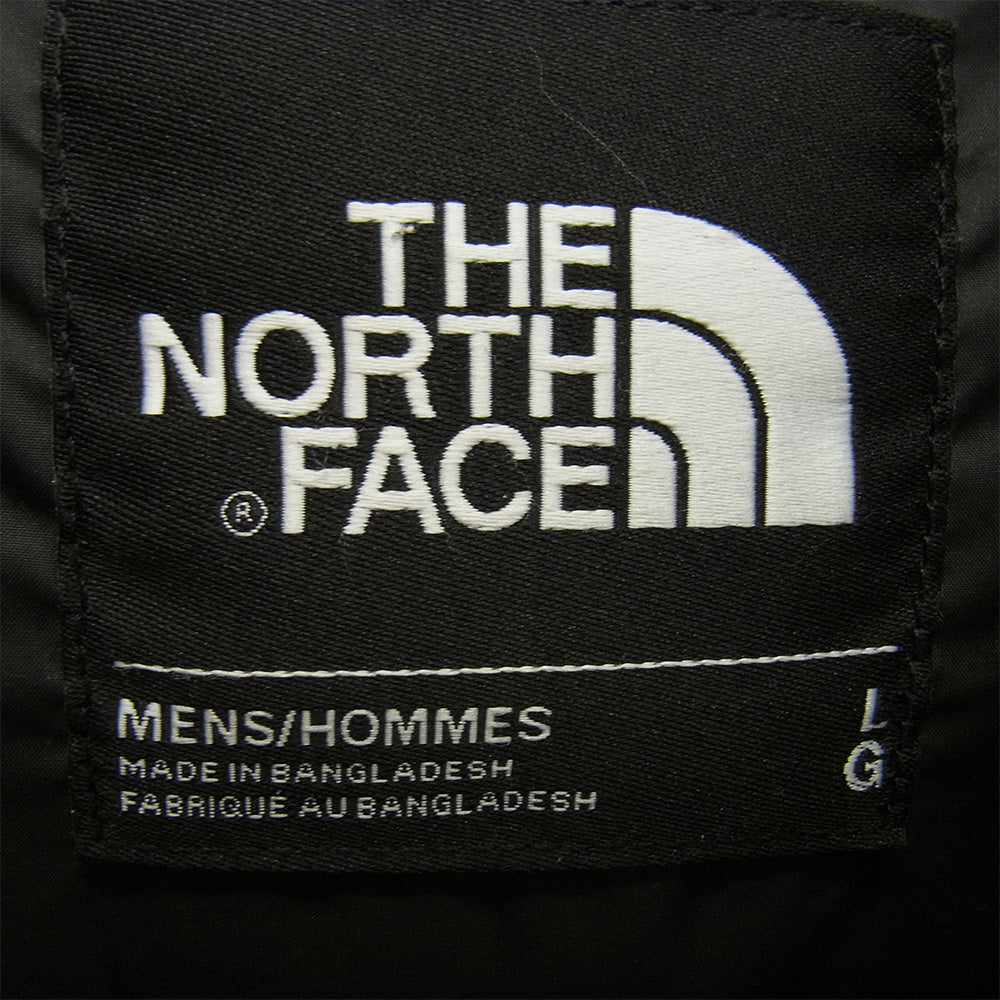 THE
NORTH
FACE
®
MENS/HOMMES
L
MADE IN BANGLADESH
G
FABRIQUÉ AU BANGLADESH